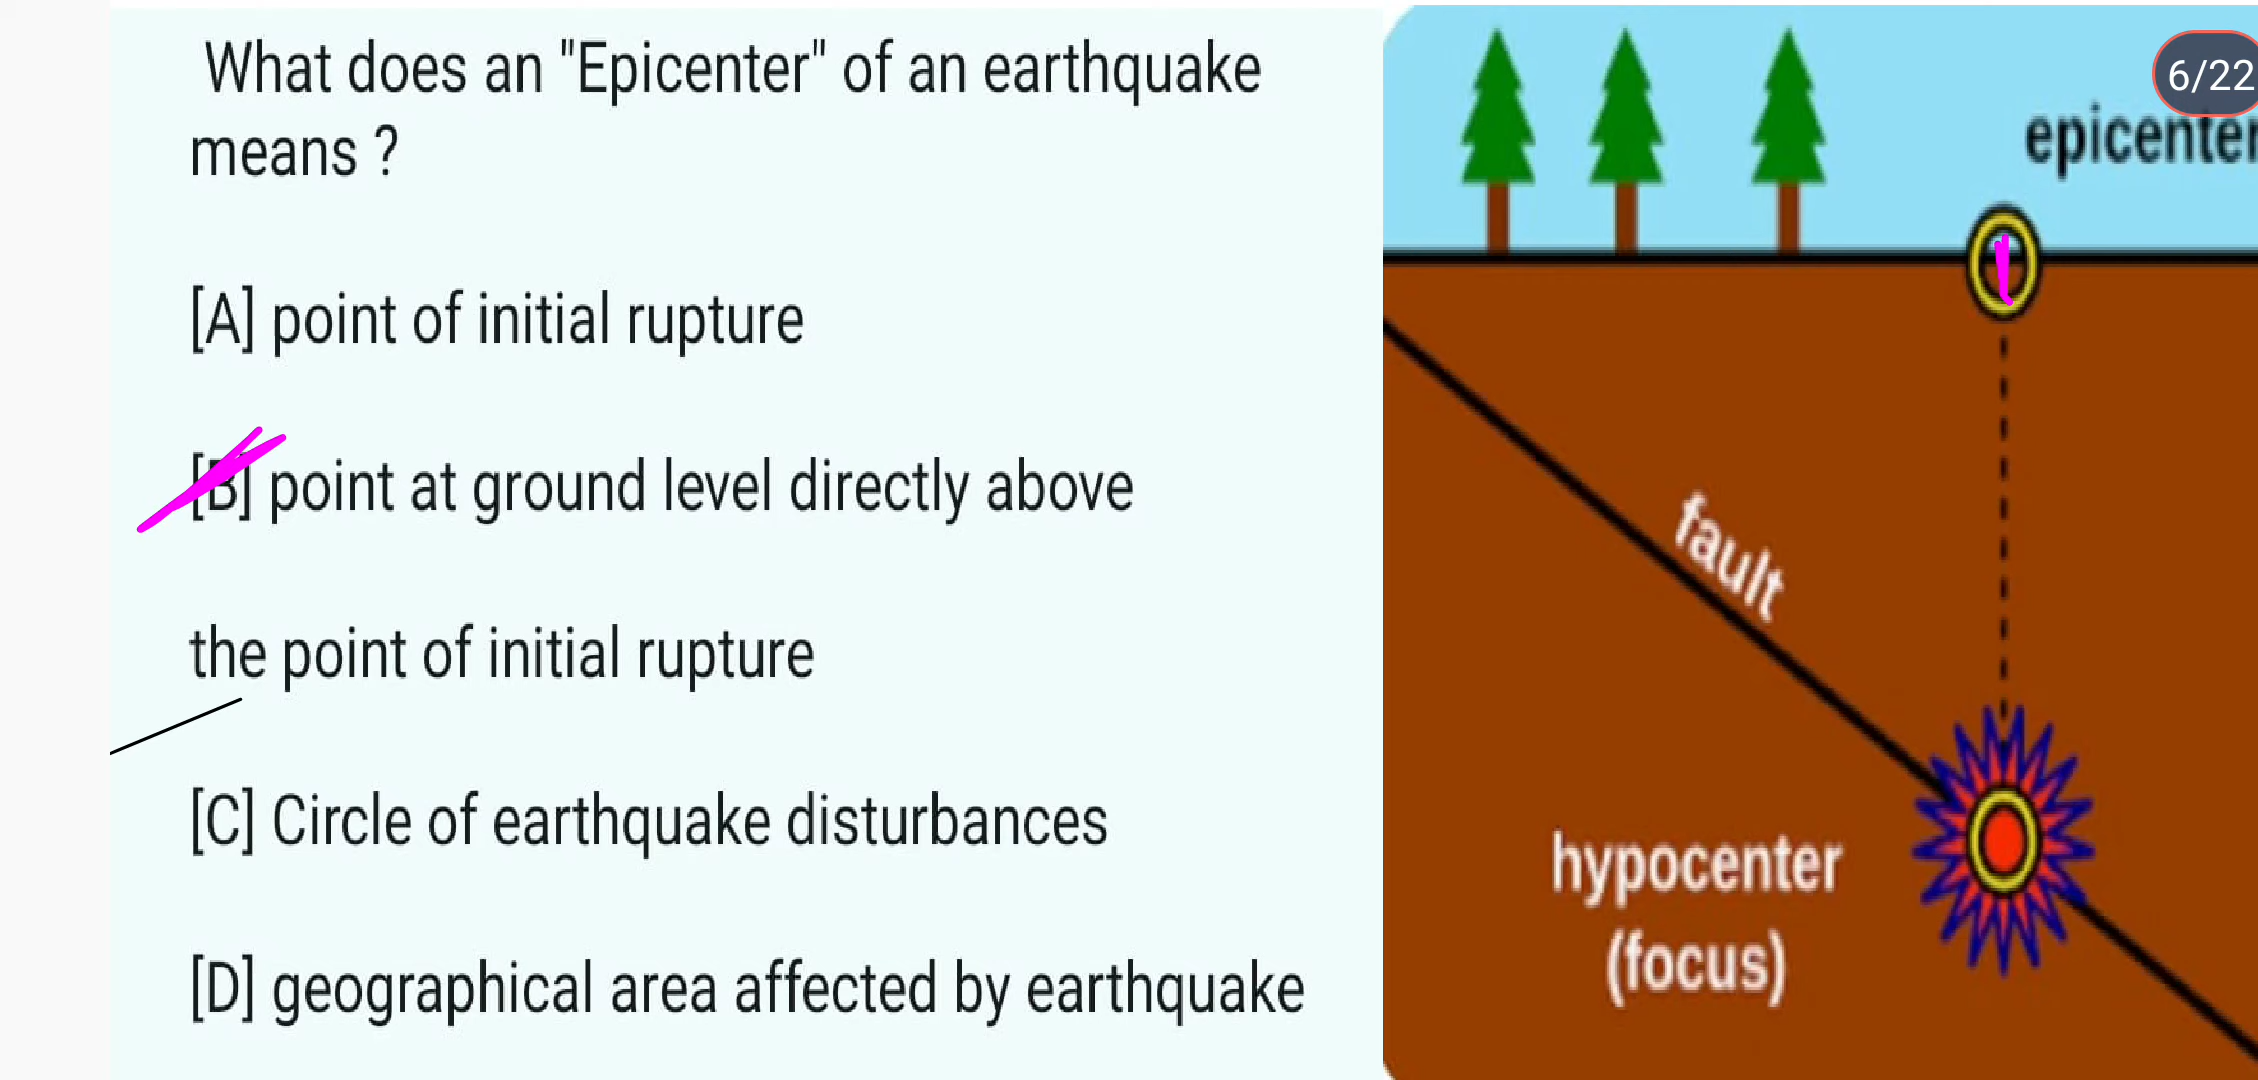 What does an "Epicenter" of an earthquake
means ?
[A] point of initial rupture
[B] point at ground level directly above
the point of initial rupture
[C] Circle of earthquake disturbances
[D] geographical area affected by earthquake
6/22
epicenter
fault
hypocenter
(focus)